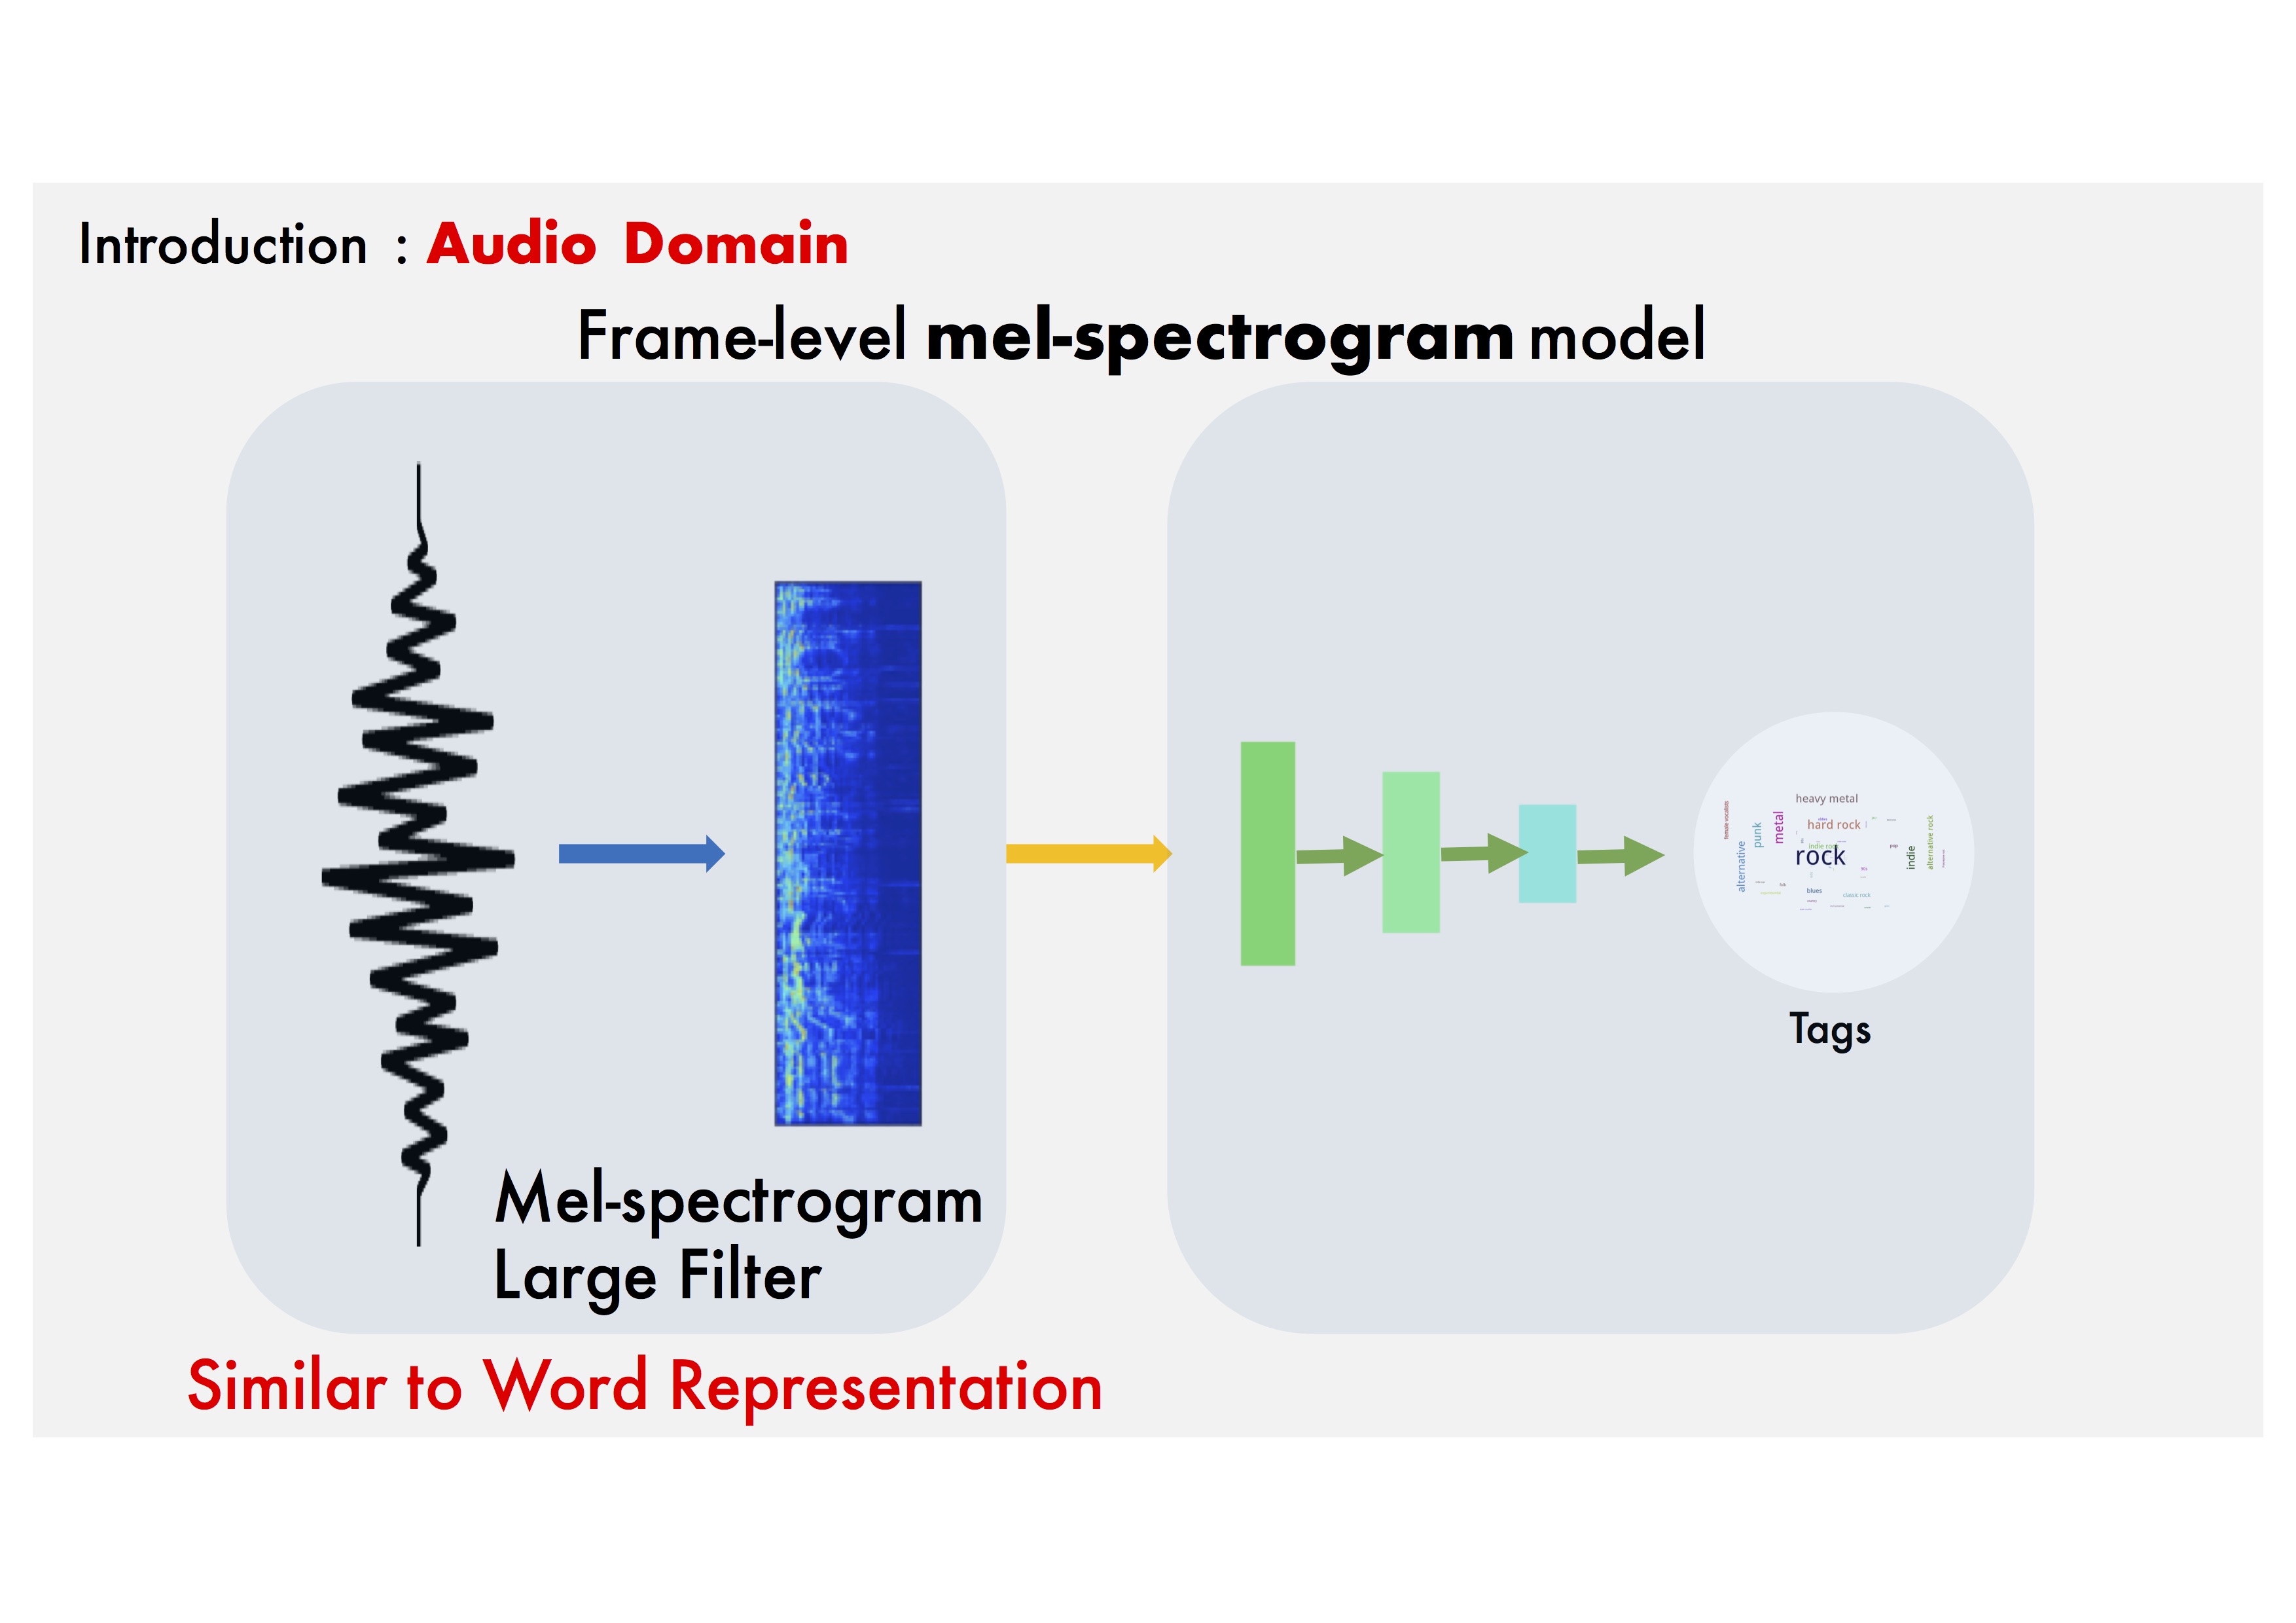 Introduction : Audio Domain
Frame-level mel-spectrogram model
heavy metal
hard rock
indie rock
rock
metal
punk
alternative
female vocalists
indie
alternative rock
pop
blues
classic rock
Tags
Mel-spectrogram
Large Filter
Similar to Word Representation